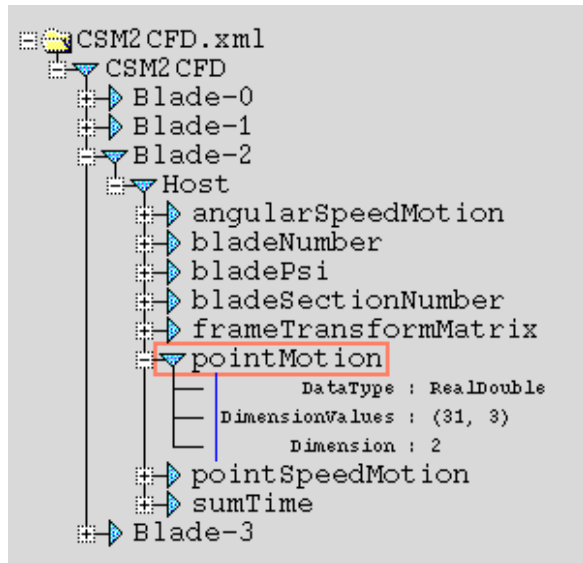 CSM2CFD.xml
CSM2CFD
Blade-0
Blade-1
Blade-2
Host
angularSpeedMotion
bladeNumber
bladePsi
bladeSectionNumber
frameTransformMatrix
pointMotion
DataType : RealDouble
DimensionValues : (31, 3)
Dimension : 2
pointSpeedMotion
sumTime
Blade-3